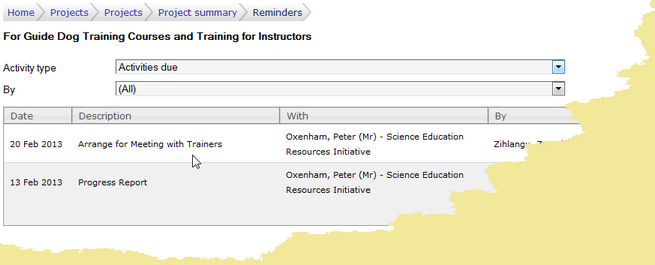 Home Projects Projects Project summary Reminders
For Guide Dog Training Courses and Training for Instructors
Activity type Activities due
By (All)
Date Description With By
20 Feb 2013 Arrange for Meeting with Trainers Oxenham, Peter (Mr) - Science Education
Resources Initiative
13 Feb 2013 Progress Report Oxenham, Peter (Mr) - Science Education
Resources Initiative